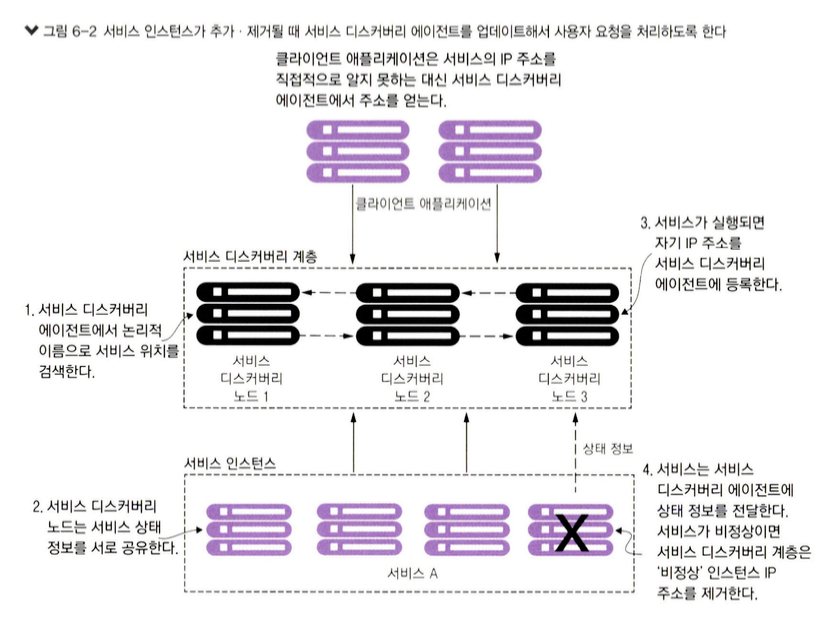 그림 6-2 서비스 인스턴스가 추가·제거될 때 서비스 디스커버리 에이전트를 업데이트해서 사용자 요청을 처리하도록 한다
클라이언트 애플리케이션은 서비스의 IP 주소를
직접적으로 알지 못하는 대신 서비스 디스커버리
에이전트에서 주소를 얻는다.
클라이언트 애플리케이션
3. 서비스가 실행되면
자기 IP 주소를
서비스 디스커버리
에이전트에 등록한다.
서비스 디스커버리 계층
1. 서비스 디스커버리
에이전트에서 논리적
이름으로 서비스 위치를
검색한다.
서비스
디스커버리
노드 1
서비스
디스커버리
노드 2
서비스
디스커버리
노드 3
상태 정보
서비스 인스턴스
2. 서비스 디스커버리
노드는 서비스 상태
정보를 서로 공유한다.
X
서비스 A
4. 서비스는 서비스
디스커버리 에이전트에
상태 정보를 전달한다.
서비스가 비정상이면
서비스 디스커버리 계층은
'비정상' 인스턴스 IP
주소를 제거한다.